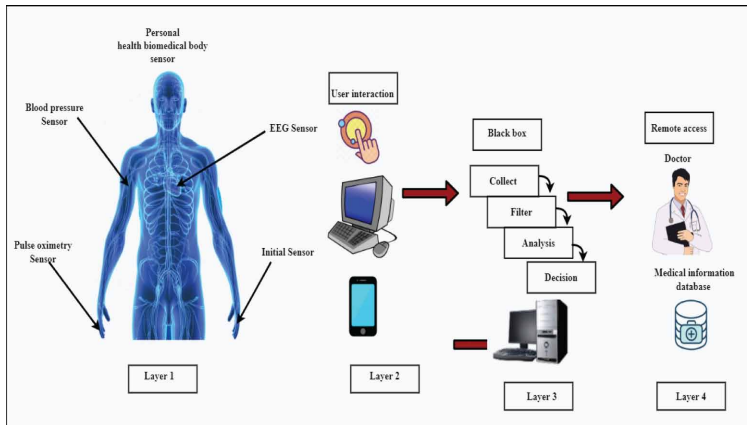 Personal
health biomedical body
sensor
Blood pressure
Sensor
EEG Sensor
Pulse oximetry
Sensor
Initial Sensor
Layer 1
User interaction
Layer 2
Black box
Collect
Filter
Analysis
Decision
Layer 3
Remote access
Doctor
Medical information
database
Layer 4